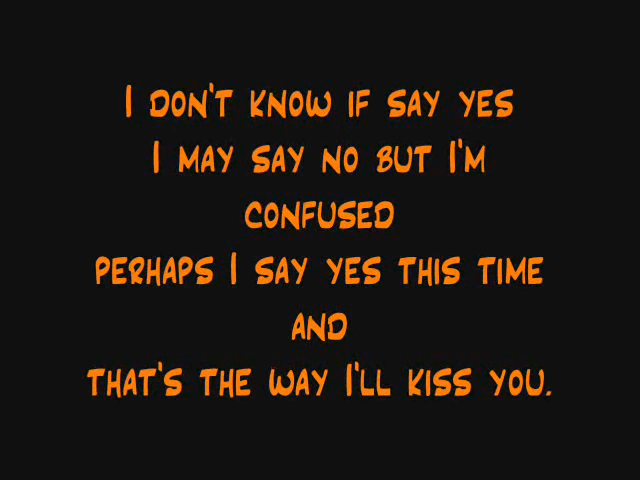 I DON'T KNOW IF SAY YES
I MAY SAY NO BUT I'M
CONFUSED
PERHAPS I SAY YES THIS TIME
AND
THAT'S THE WAY I'LL KISS YOU.